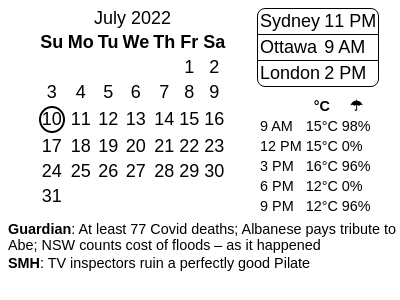 July 2022
Su Mo Tu We Th Fr Sa
1 2
3 4 5 6 7 8 9
10 11 12 13 14 15 16
17 18 19 20 21 22 23
24 25 26 27 28 29 30
31
Sydney 11 PM
Ottawa 9 AM
London 2 PM
°C ☂
9 AM 15°C 98%
12 PM 15°C 0%
3 PM 16°C 96%
6 PM 12°C 0%
9 PM 12°C 96%
Guardian: At least 77 Covid deaths; Albanese pays tribute to
Abe; NSW counts cost of floods – as it happened
SMH: TV inspectors ruin a perfectly good Pilate